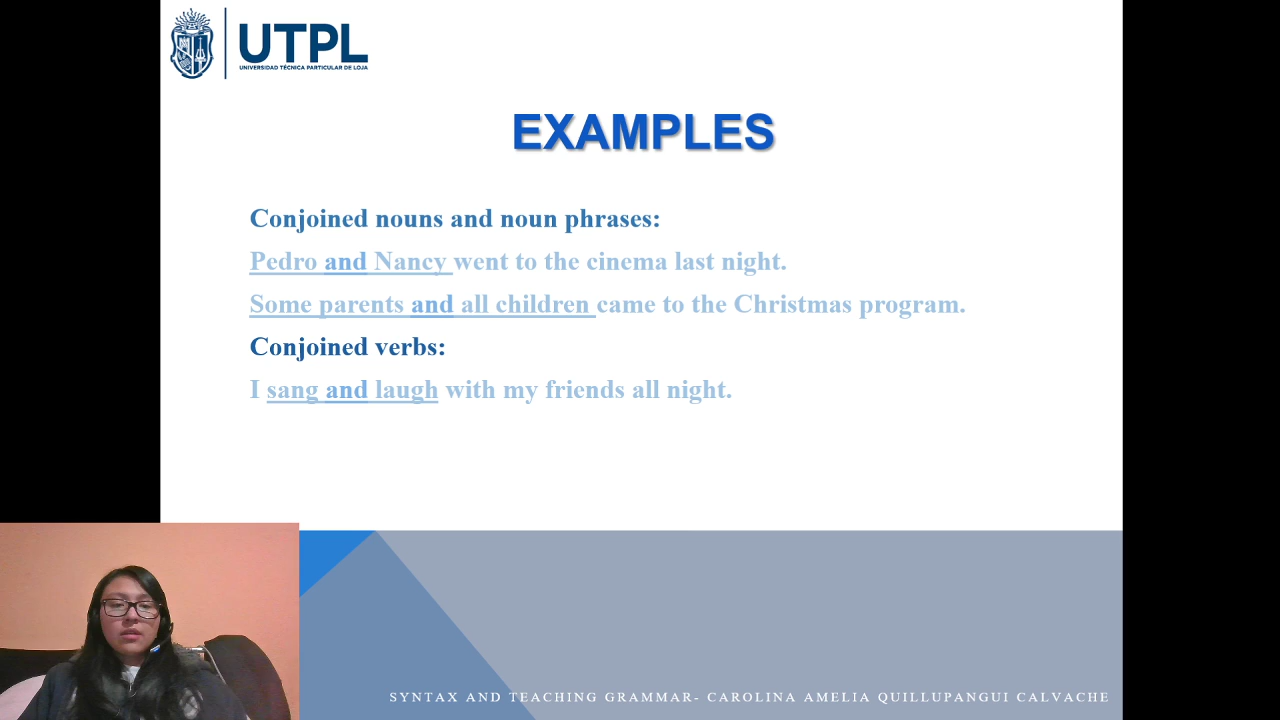 UTPL
UNIVERSIDAD TÉCNICA PARTICULAR DE LOJA
EXAMPLES
Conjoined nouns and noun phrases:
Pedro and Nancy went to the cinema last night.
Some parents and all children came to the Christmas program.
Conjoined verbs:
I sang and laugh with my friends all night.
SYNTAX AND TEACHING GRAMMAR- CAROLINA AMELIA QUILLUPANGUI CALVACHE